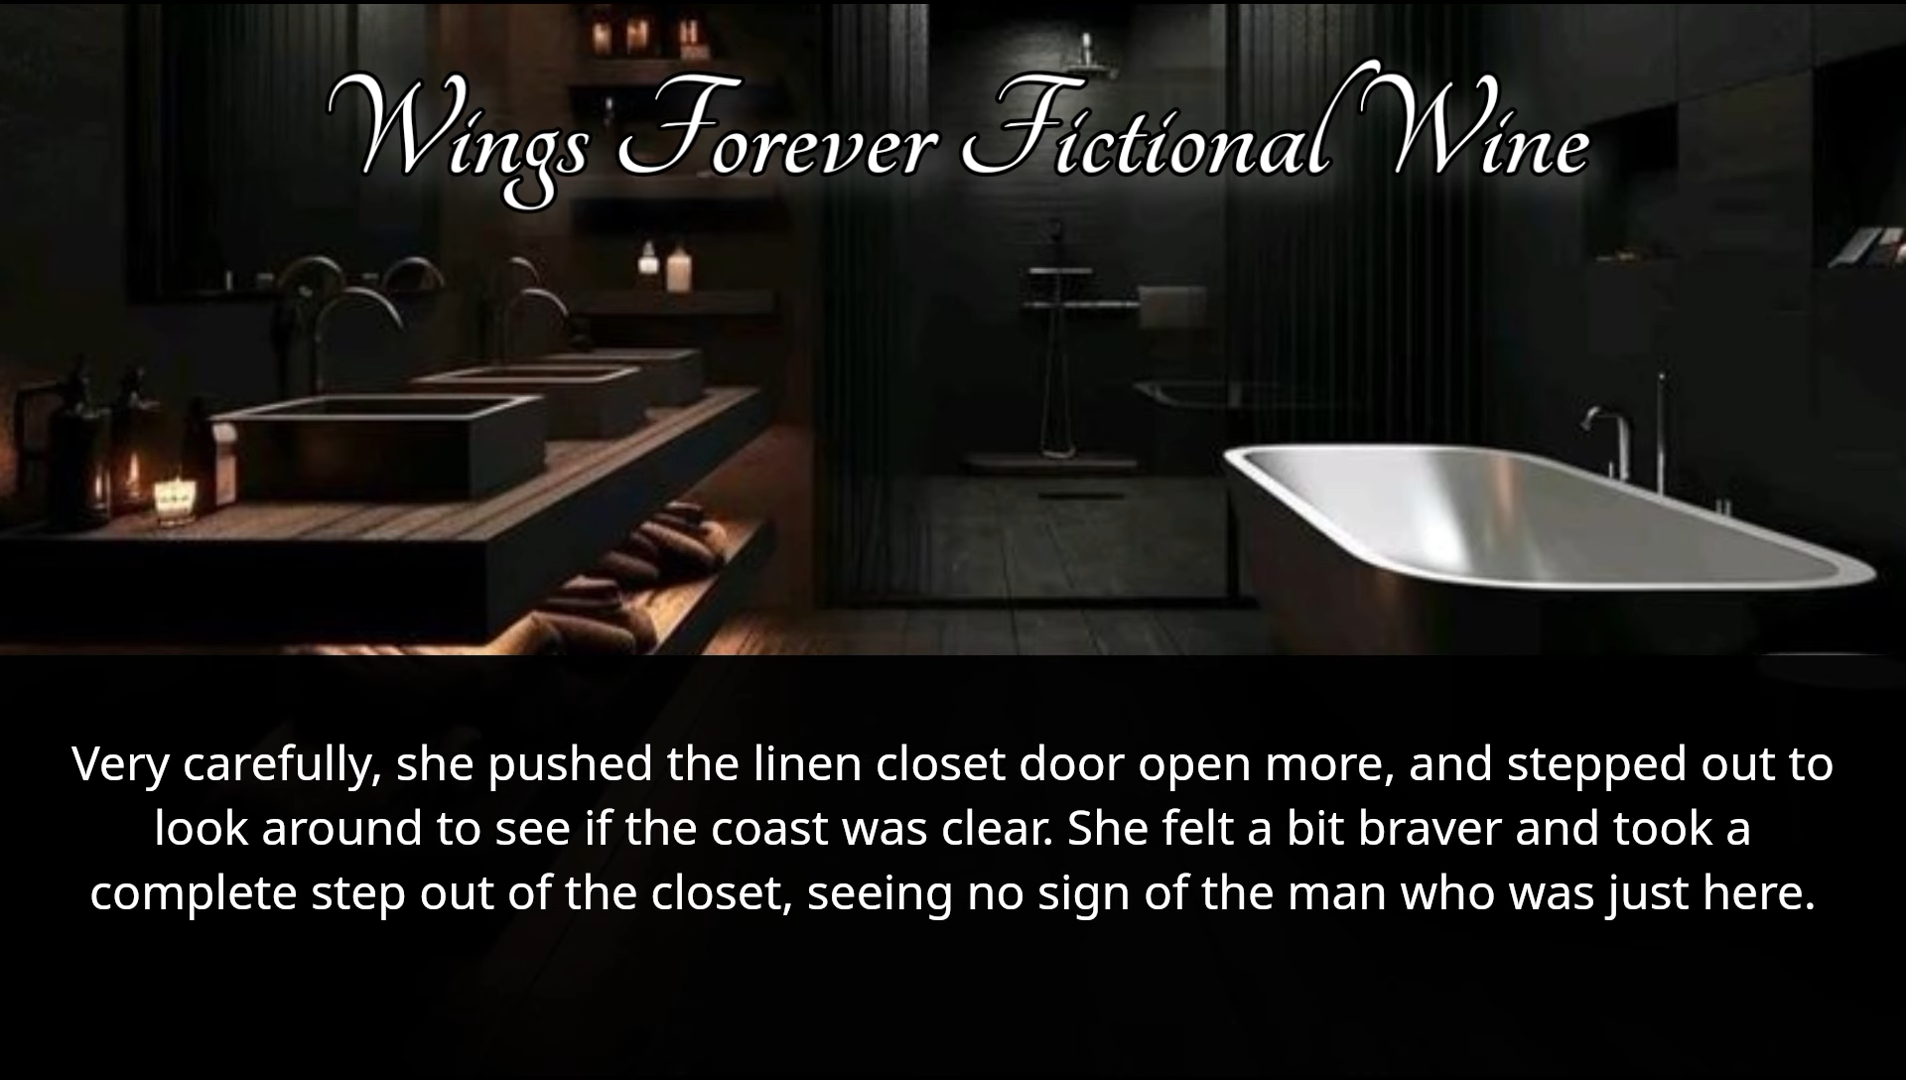 Wings Forever Fictional Wine
Very carefully, she pushed the linen closet door open more, and stepped out to
look around to see if the coast was clear. She felt a bit braver and took a
complete step out of the closet, seeing no sign of the man who was just here.